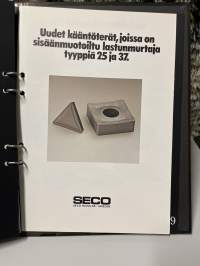 Uudet kääntöterät, joissa on
sisäänmuotoiltu lastunmurtaja
tyyppiä 25 ja 37.
SECO
9